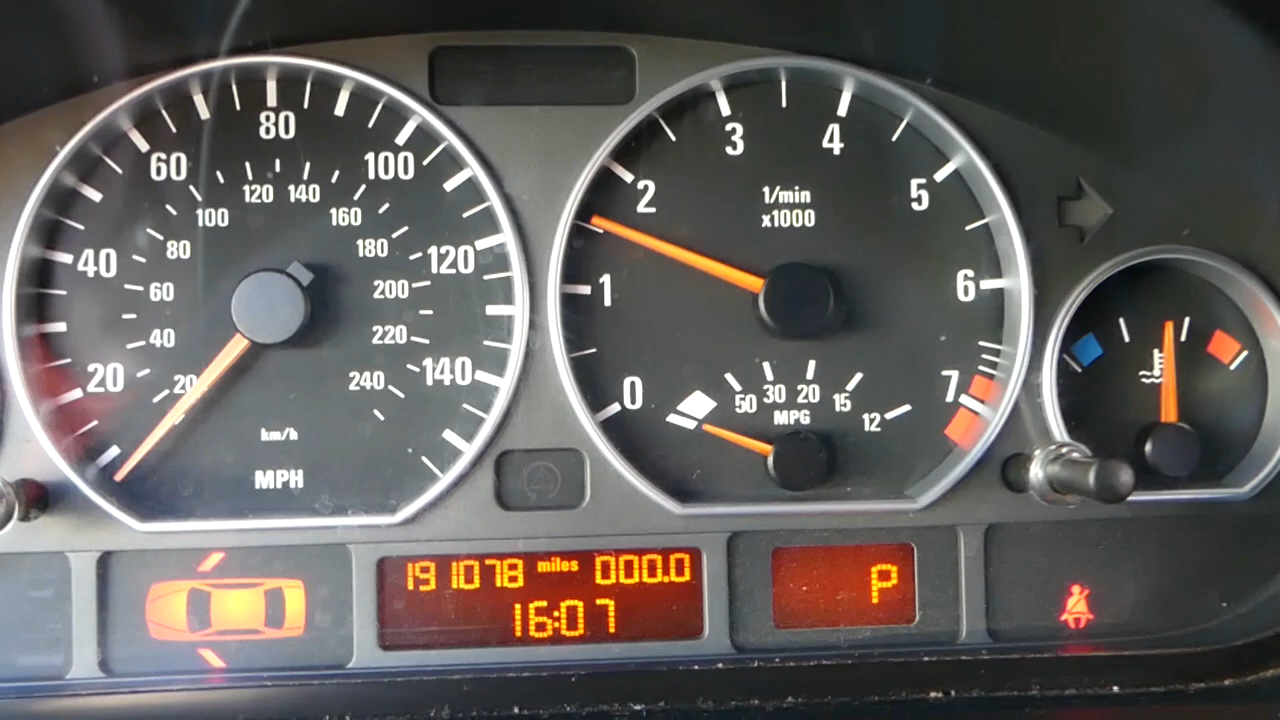 20 40 60 80 100 120 140
20 40 60 80 100 120 140 160 180 200 220 240
km/h
MPH
0 1 2 3 4 5 6 7
1/min
x1000
50 30 20 15 12
MPG
191078 miles 000.0
16:07
P